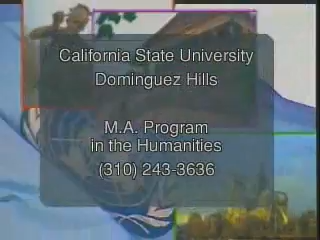 California State University
Dominguez Hills
M.A. Program
in the Humanities
(310) 243-3636